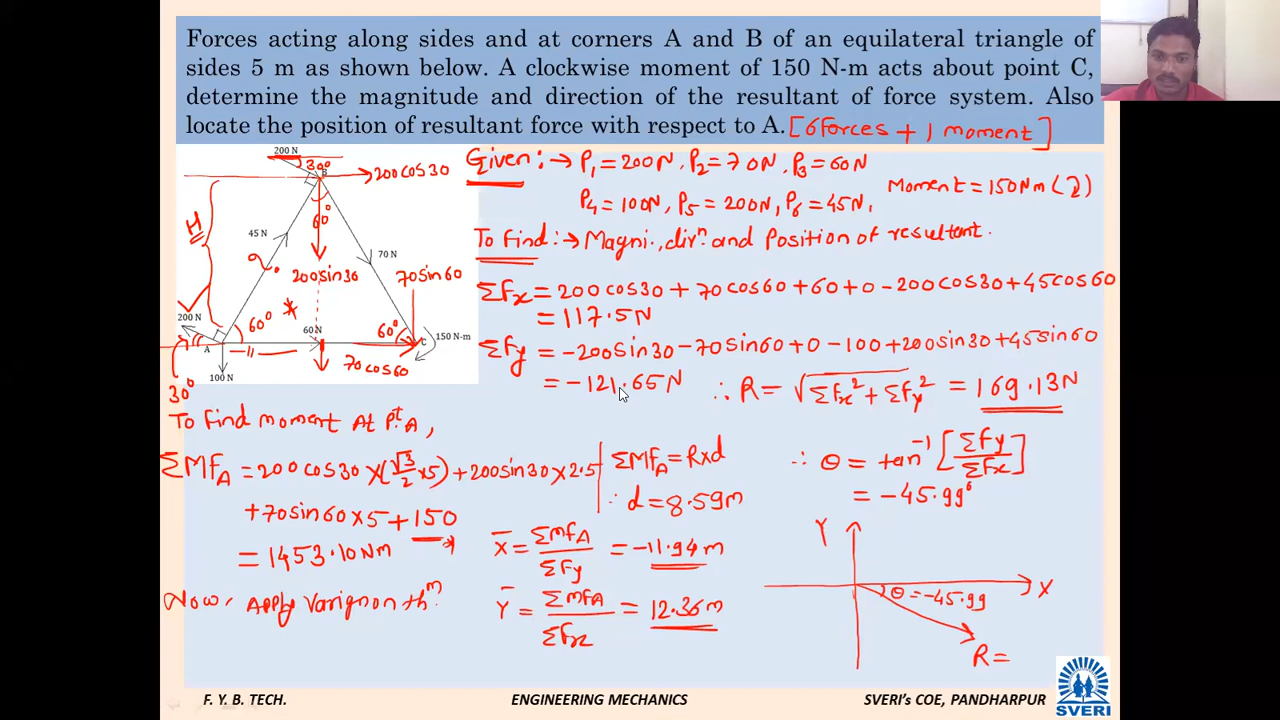 Forces acting along sides and at corners A and B of an equilateral triangle of
sides 5 m as shown below. A clockwise moment of 150 N-m acts about point C,
determine the magnitude and direction of the resultant of force system. Also
locate the position of resultant force with respect to A. [6 Forces + 1 moment]
200 N
30°
B
200 cos 30
H
60°
45 N
70 N
200 sin 30
70 sin 60
200 N
60°
60 N
60°
C
150 N-m
A
100 N
70 cos 60
30°
Given :→ P1 = 200N, P2 = 70N, P3 = 60N
Moment = 150Nm (↻)
P4 = 100N, P5 = 200N, P6 = 45N,
To Find :→ Magni., dirⁿ and Position of resultant.
ΣFx = 200 cos 30 + 70 cos 60 + 60 + 0 - 200 cos 30 + 45 cos 60
= 117.5 N
ΣFy = -200 sin 30 - 70 sin 60 + 0 - 100 + 200 sin 30 + 45 sin 60
= -121.65 N
∴ R = √ΣFx² + ΣFy² = 169.13 N
To Find moment At Pt A,
ΣMFA = 200 cos 30 × (√3/2 × 5) + 200 sin 30 × 2.5
+ 70 sin 60 × 5 + 150
= 1453.10 Nm
Now, Apply Varignon thm.
ΣMFA = R × d
∴ d = 8.59 m
X̄ = ΣMFA/ΣFy = -11.94 m
Ȳ = ΣMFA/ΣFx = 12.36 m
∴ θ = tan⁻¹ [ΣFy/ΣFx]
= -45.99°
Y
X
θ = -45.99
R =
F. Y. B. TECH.
ENGINEERING MECHANICS
SVERI's COE, PANDHARPUR
SVERI